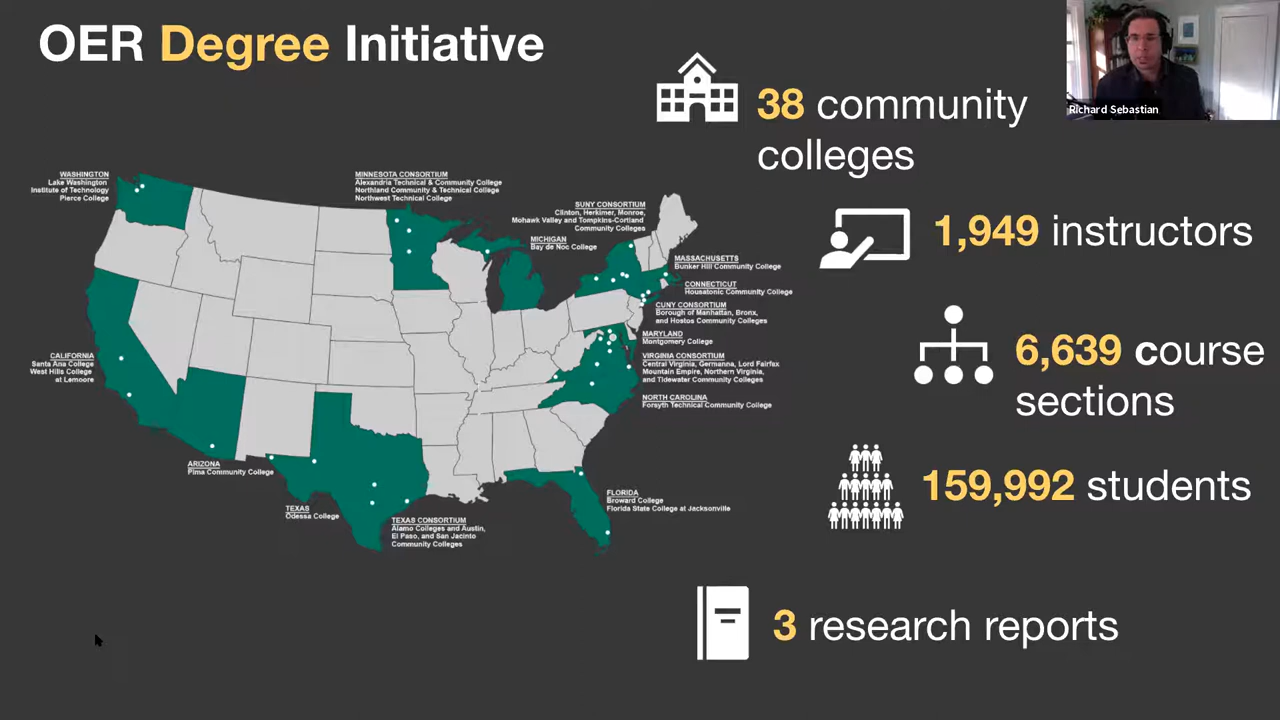 OER Degree Initiative
Richard Sebastian
38 community
colleges
1,949 instructors
6,639 course
sections
159,992 students
3 research reports
WASHINGTON
Lake Washington
Institute of Technology
Pierce College
MINNESOTA CONSORTIUM
Alexandria Technical & Community College
Northland Community & Technical College
Northwest Technical College
SUNY CONSORTIUM
Clinton, Herkimer, Monroe,
Mohawk Valley and Tompkins-Cortland
Community Colleges
MICHIGAN
Bay de Noc College
MASSACHUSETTS
Bunker Hill Community College
CONNECTICUT
Housatonic Community College
CUNY CONSORTIUM
Borough of Manhattan, Bronx,
and Hostos Community Colleges
MARYLAND
Montgomery College
VIRGINIA CONSORTIUM
Central Virginia, Germanna, Lord Fairfax
Mountain Empire, Northern Virginia,
and Tidewater Community Colleges
NORTH CAROLINA
Forsyth Technical Community College
CALIFORNIA
Santa Ana College
West Hills College
at Lemoore
ARIZONA
Pima Community College
TEXAS
Odessa College
TEXAS CONSORTIUM
Alamo Colleges and Austin,
El Paso, and San Jacinto
Community Colleges
FLORIDA
Broward College
Florida State College at Jacksonville